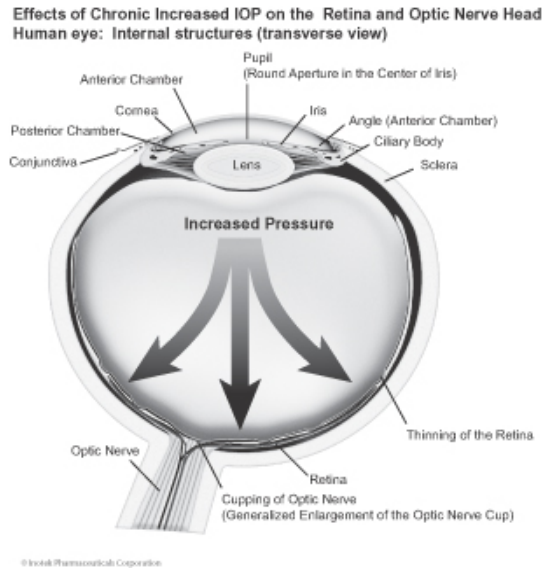 Effects of Chronic Increased IOP on the Retina and Optic Nerve Head
Human eye: Internal structures (transverse view)
Pupil
(Round Aperture in the Center of Iris)
Anterior Chamber
Cornea
Iris
Angle (Anterior Chamber)
Posterior Chamber
Ciliary Body
Conjunctiva
Lens
Sclera
Increased Pressure
Thinning of the Retina
Optic Nerve
Retina
Cupping of Optic Nerve
(Generalized Enlargement of the Optic Nerve Cup)
© Inotek Pharmaceuticals Corporation